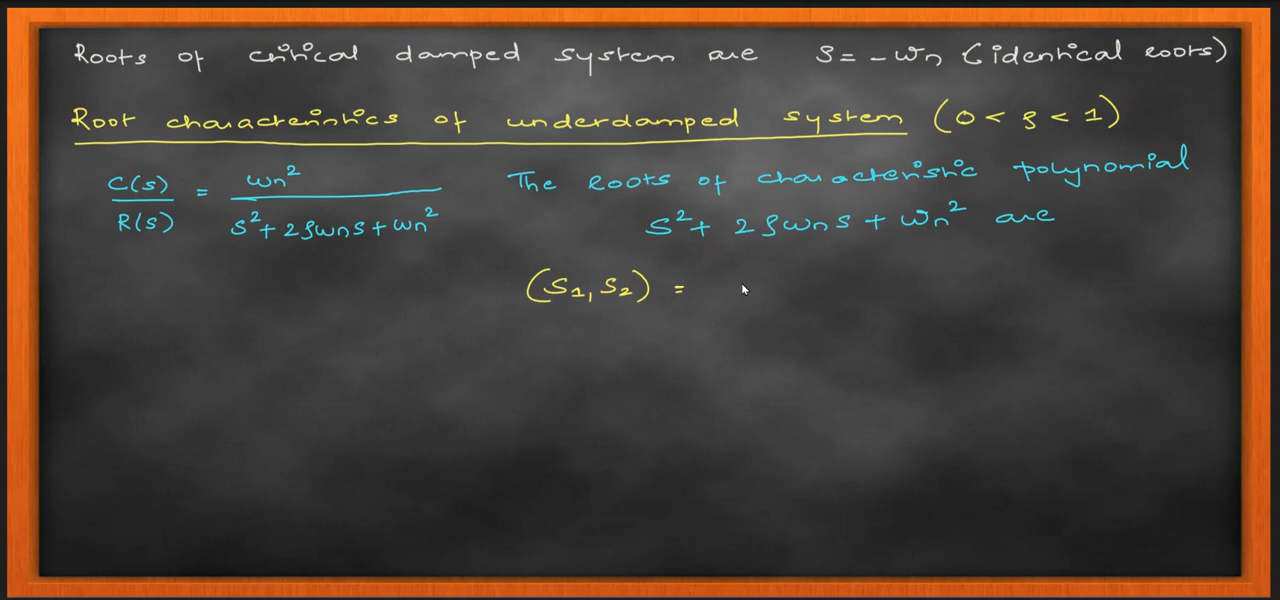 Roots of critical damped system are s = -ωn (identical roots)
Root characteristics of underdamped system (0 < ζ < 1)
C(s)/R(s) = ωn²/(s² + 2ζωns + ωn²)
The Roots of characteristic polynomial
s² + 2ζωns + ωn² are
(S1, S2) =